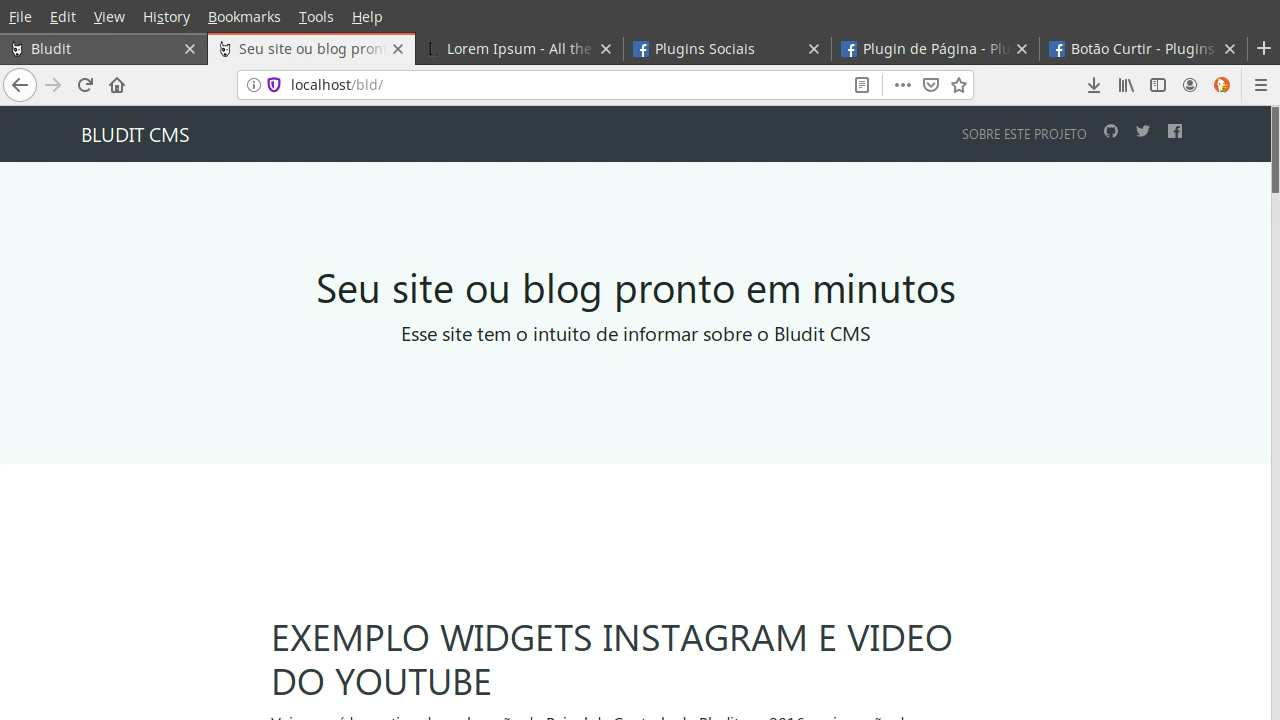 File Edit View History Bookmarks Tools Help
Bludit Seu site ou blog pront Lorem Ipsum - All the Plugins Sociais Plugin de Página - Plu Botão Curtir - Plugins
localhost/bld/
BLUDIT CMS SOBRE ESTE PROJETO
Seu site ou blog pronto em minutos
Esse site tem o intuito de informar sobre o Bludit CMS
EXEMPLO WIDGETS INSTAGRAM E VIDEO
DO YOUTUBE